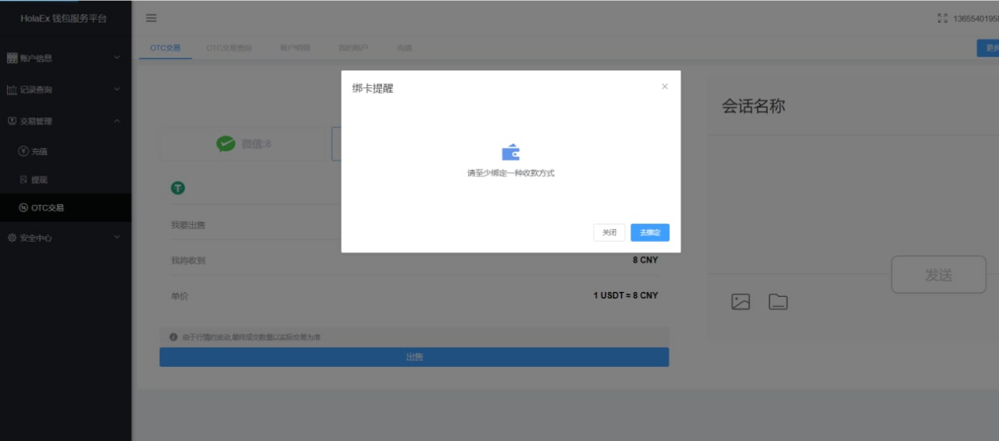 HolaEx 钱包服务平台
1365540195
OTC交易 OTC交易查询 账户明细 我的账户 充值
更多
账户信息
记录查询
交易管理
充值
提现
OTC交易
安全中心
绑卡提醒
请至少绑定一种收款方式
关闭 去绑定
微信:8
我要出售
我将收到 8 CNY
单价 1 USDT ≈ 8 CNY
由于行情的波动,最终成交数量以实际交易为准
出售
会话名称
发送